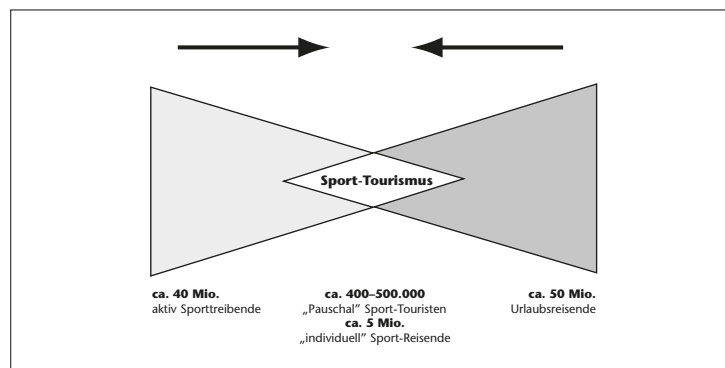 Sport-Tourismus
ca. 40 Mio.
aktiv Sporttreibende
ca. 400–500.000
„Pauschal” Sport-Touristen
ca. 5 Mio.
„individuell” Sport-Reisende
ca. 50 Mio.
Urlaubsreisende